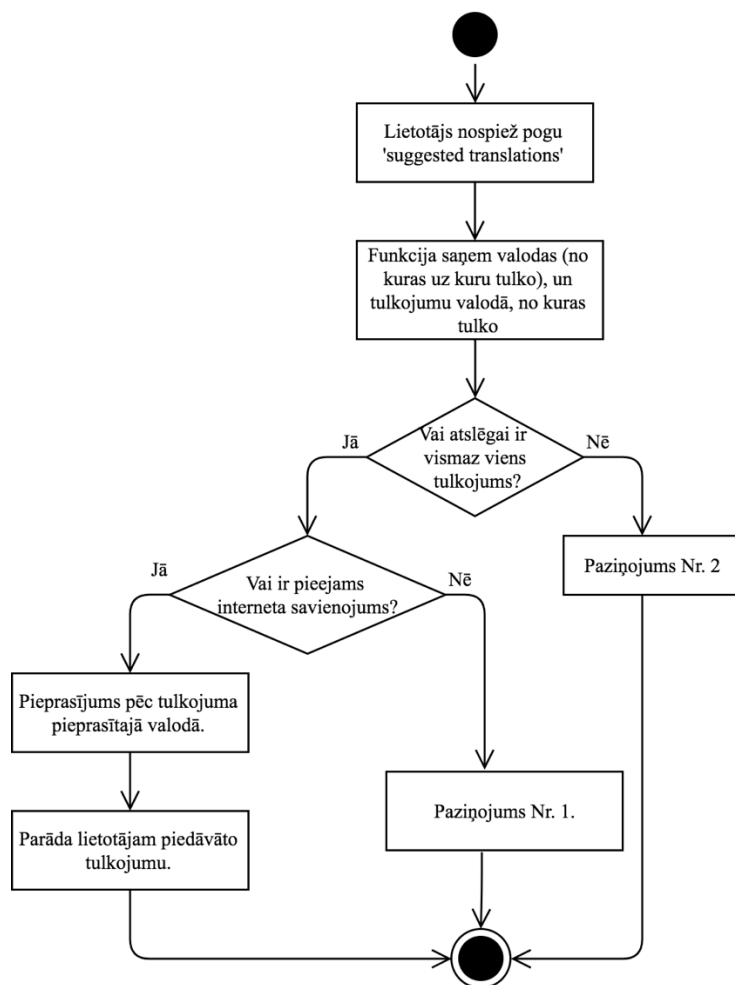 Lietotājs nospiež pogu
'suggested translations'
Funkcija saņem valodas (no
kuras uz kuru tulko), un
tulkojumu valodā, no kuras
tulko
Vai atslēgai ir
vismaz viens
tulkojums?
Jā
Nē
Vai ir pieejams
interneta savienojums?
Jā
Nē
Paziņojums Nr. 2
Pieprasījums pēc tulkojuma
pieprasītajā valodā.
Parāda lietotājam piedāvāto
tulkojumu.
Paziņojums Nr. 1.